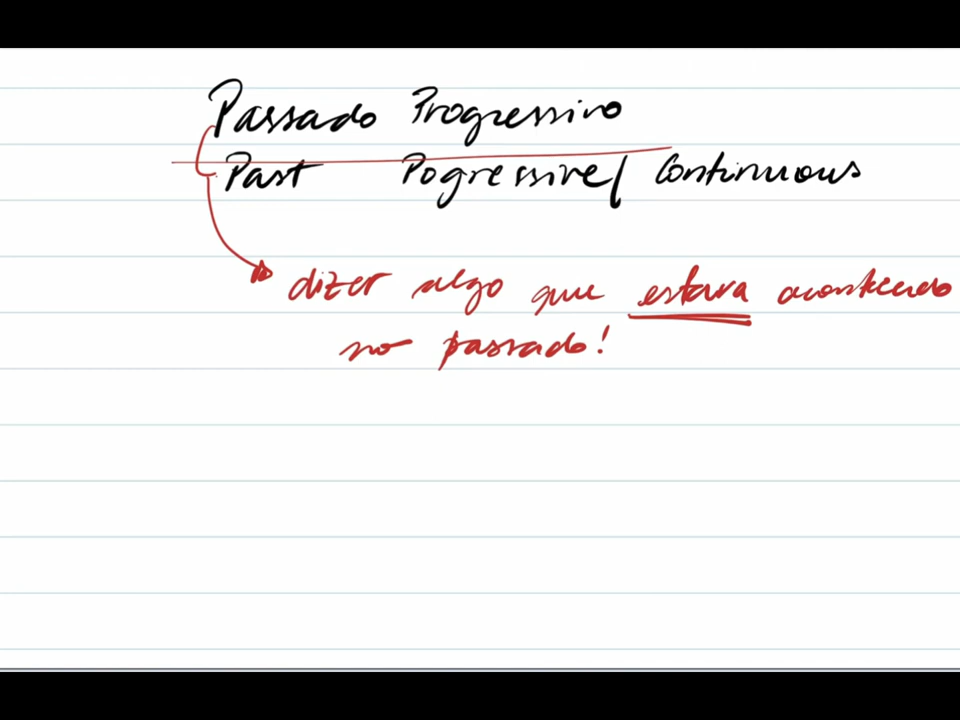 Passado Progressivo
Past Pogressive/ Continuous
dizer algo que estava acontecendo
no passado!